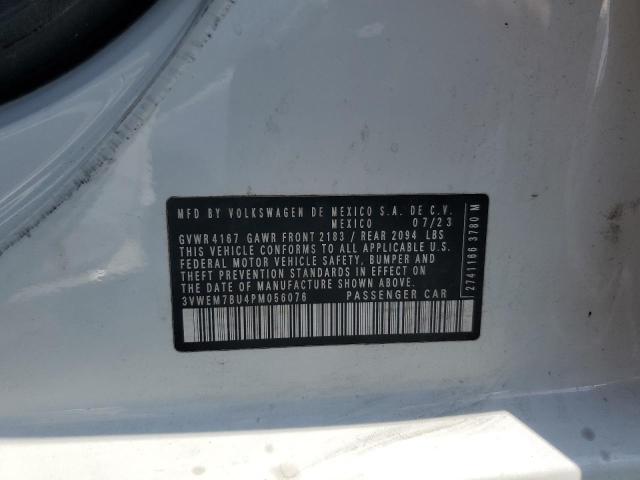 MFD BY VOLKSWAGEN DE MEXICO S.A. DE C.V.
MEXICO 07/23
GVWR 4167 GAWR FRONT 2183 / REAR 2094 LBS
THIS VEHICLE CONFORMS TO ALL APPLICABLE U.S.
FEDERAL MOTOR VEHICLE SAFETY, BUMPER AND
THEFT PREVENTION STANDARDS IN EFFECT ON
THE DATE OF MANUFACTURE SHOWN ABOVE.
3VWEM7BU4PM056076 PASSENGER CAR
2741166 3780 M